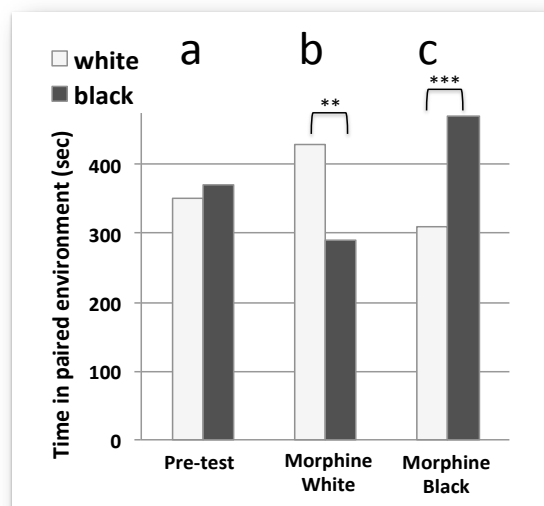 a b c
white
black
** ***
Time in paired environment (sec)
400
300
200
100
0
Pre-test
Morphine White
Morphine Black